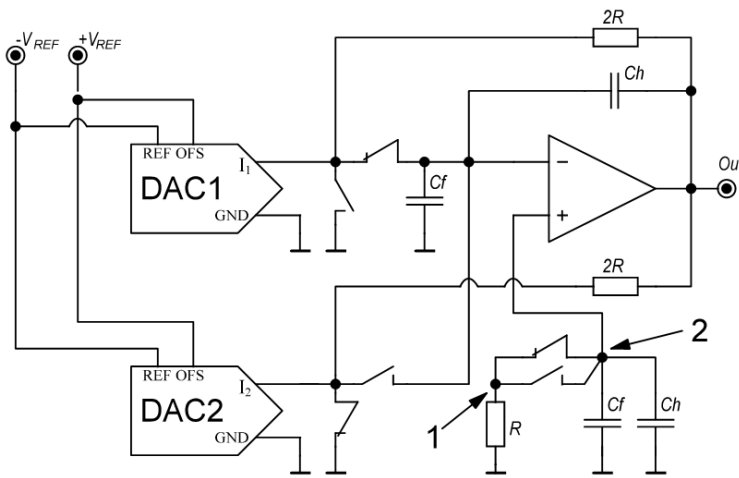 -VREF
+VREF
2R
Ch
REF OFS
I1
DAC1
GND
Cf
−
+
Ou
2R
REF OFS
I2
DAC2
GND
1
2
R
Cf
Ch